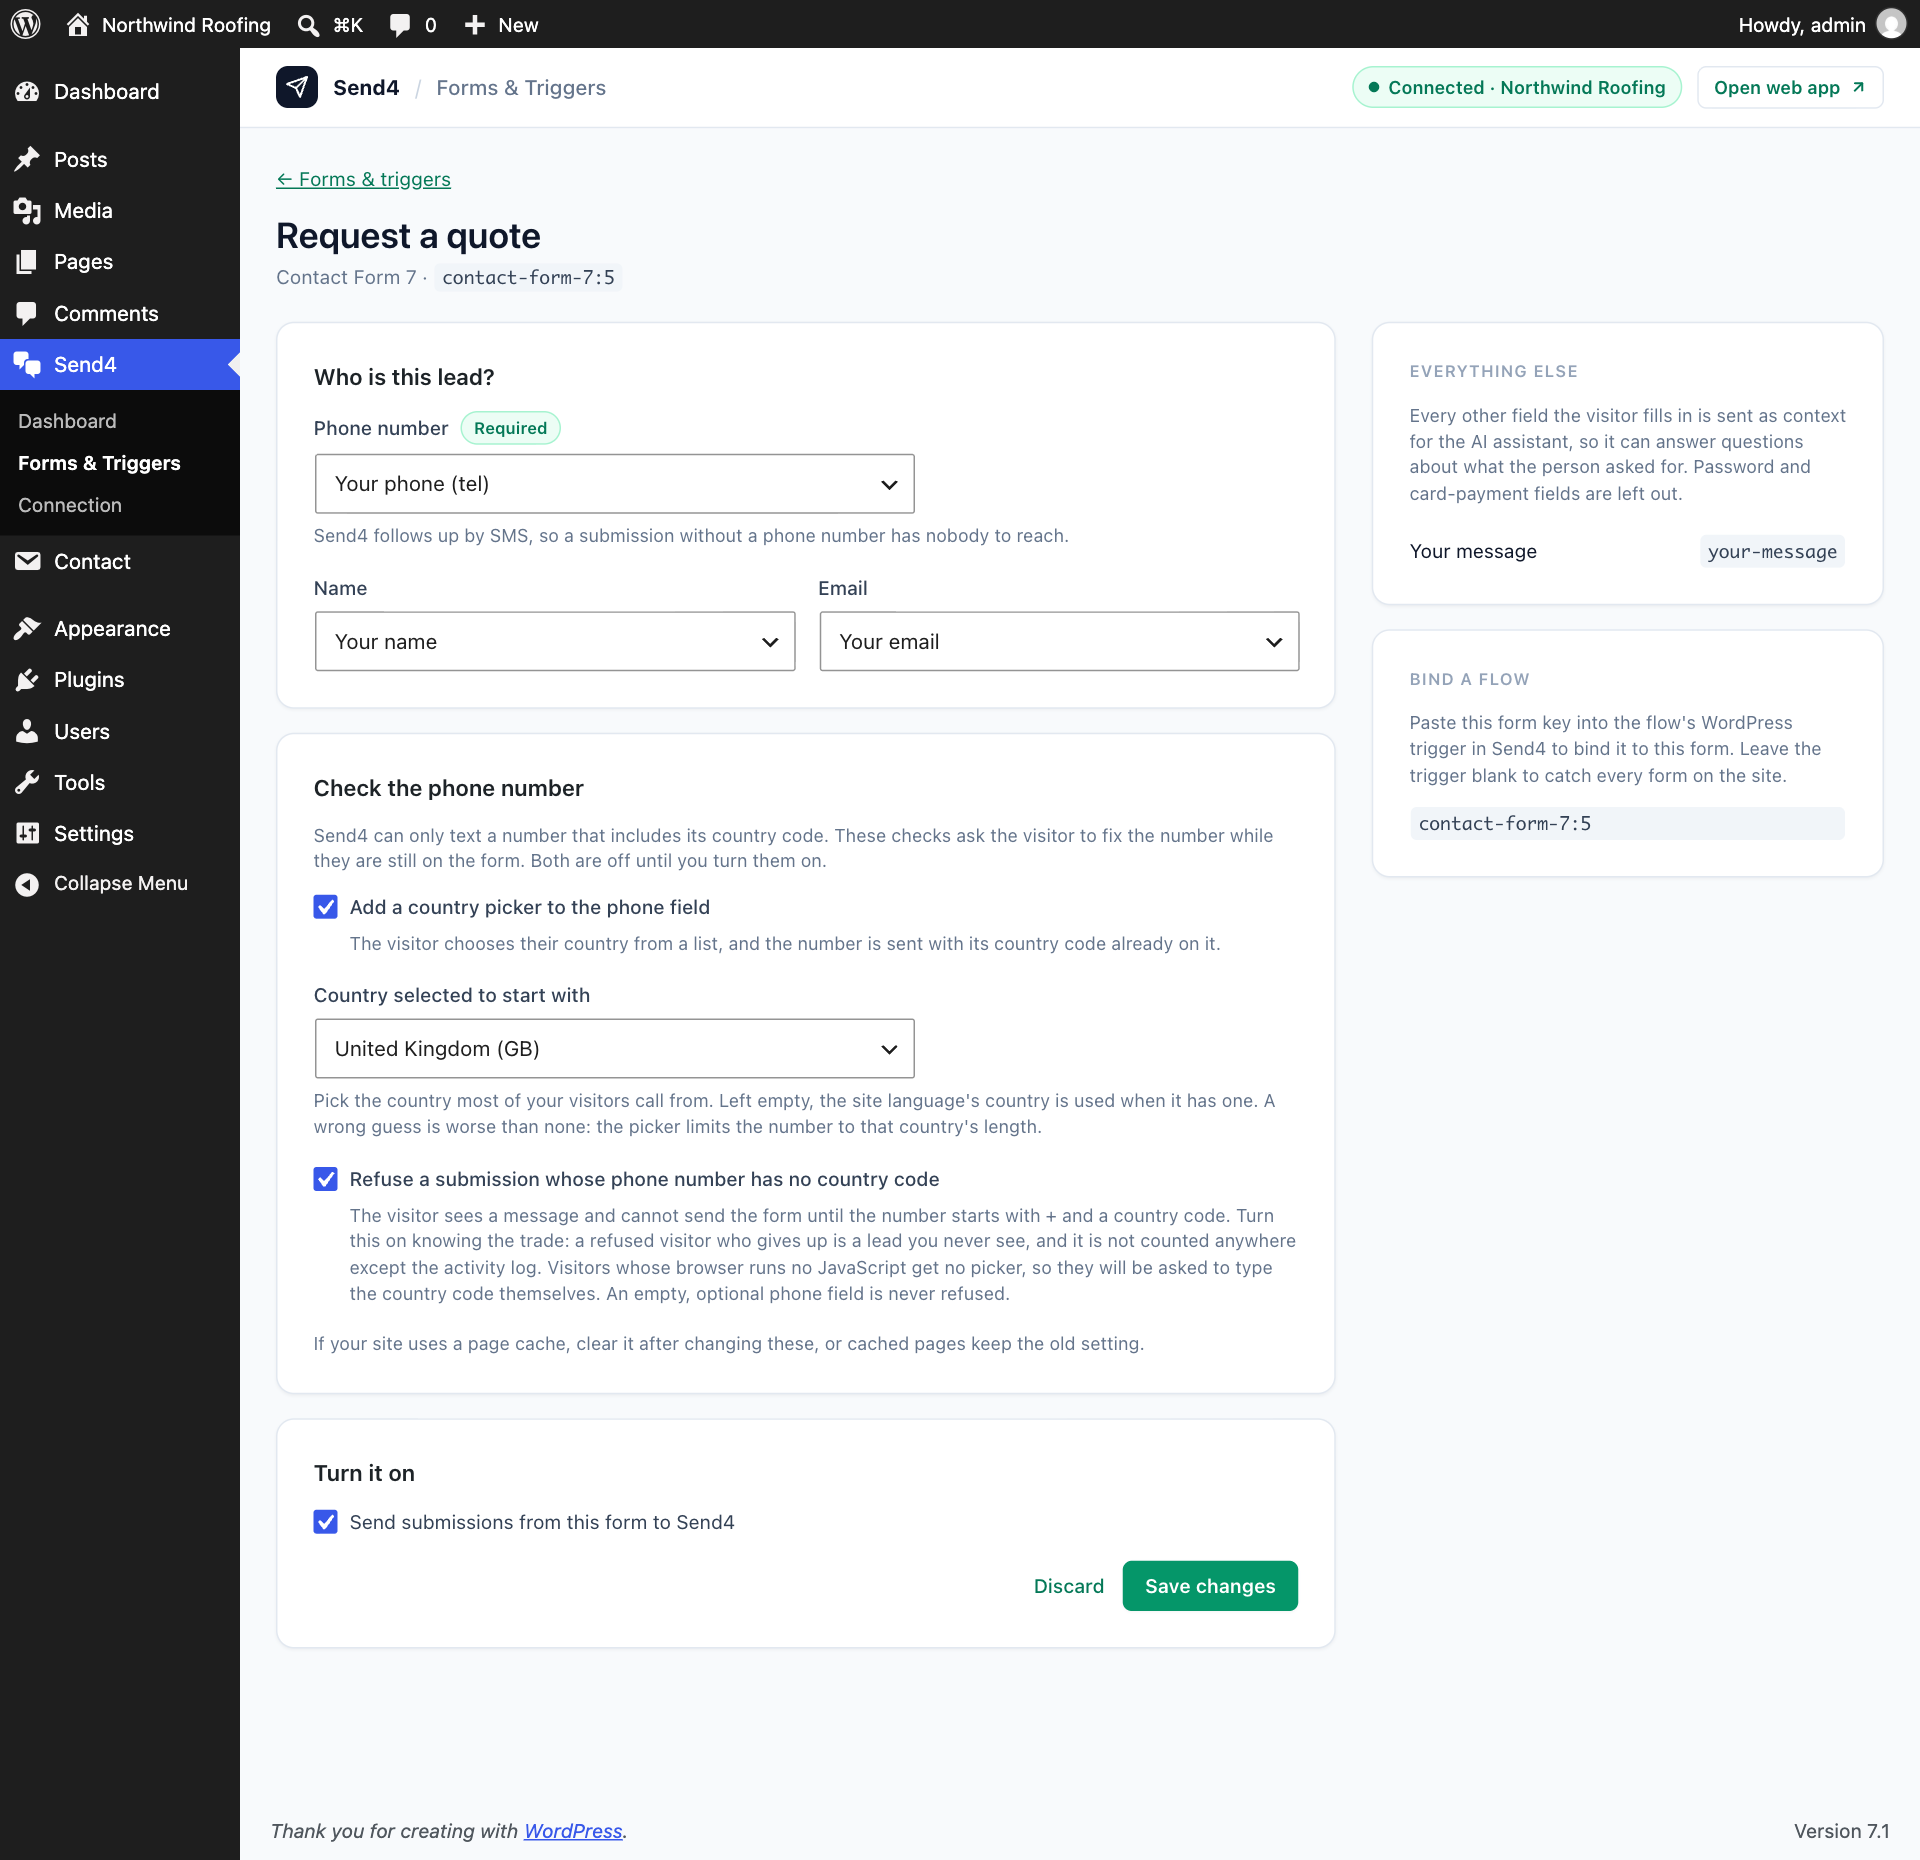 Northwind Roofing
⌘K
0
New
Howdy, admin
Dashboard
Posts
Media
Pages
Comments
Send4
Dashboard
Forms & Triggers
Connection
Contact
Appearance
Plugins
Users
Tools
Settings
Collapse Menu
Send4 / Forms & Triggers
Connected · Northwind Roofing
Open web app ↗
← Forms & triggers
Request a quote
Contact Form 7 · contact-form-7:5
Who is this lead?
Phone number Required
Your phone (tel)
Send4 follows up by SMS, so a submission without a phone number has nobody to reach.
Name
Your name
Email
Your email
Check the phone number
Send4 can only text a number that includes its country code. These checks ask the visitor to fix the number while
they are still on the form. Both are off until you turn them on.
Add a country picker to the phone field
The visitor chooses their country from a list, and the number is sent with its country code already on it.
Country selected to start with
United Kingdom (GB)
Pick the country most of your visitors call from. Left empty, the site language's country is used when it has one. A
wrong guess is worse than none: the picker limits the number to that country's length.
Refuse a submission whose phone number has no country code
The visitor sees a message and cannot send the form until the number starts with + and a country code. Turn
this on knowing the trade: a refused visitor who gives up is a lead you never see, and it is not counted anywhere
except the activity log. Visitors whose browser runs no JavaScript get no picker, so they will be asked to type
the country code themselves. An empty, optional phone field is never refused.
If your site uses a page cache, clear it after changing these, or cached pages keep the old setting.
Turn it on
Send submissions from this form to Send4
Discard
Save changes
EVERYTHING ELSE
Every other field the visitor fills in is sent as context
for the AI assistant, so it can answer questions
about what the person asked for. Password and
card-payment fields are left out.
Your message your-message
BIND A FLOW
Paste this form key into the flow's WordPress
trigger in Send4 to bind it to this form. Leave the
trigger blank to catch every form on the site.
contact-form-7:5
Thank you for creating with WordPress.
Version 7.1